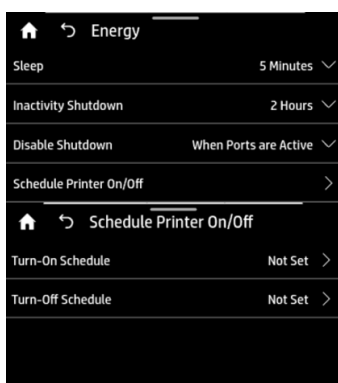 Energy
Sleep 5 Minutes
Inactivity Shutdown 2 Hours
Disable Shutdown When Ports are Active
Schedule Printer On/Off
Schedule Printer On/Off
Turn-On Schedule Not Set
Turn-Off Schedule Not Set